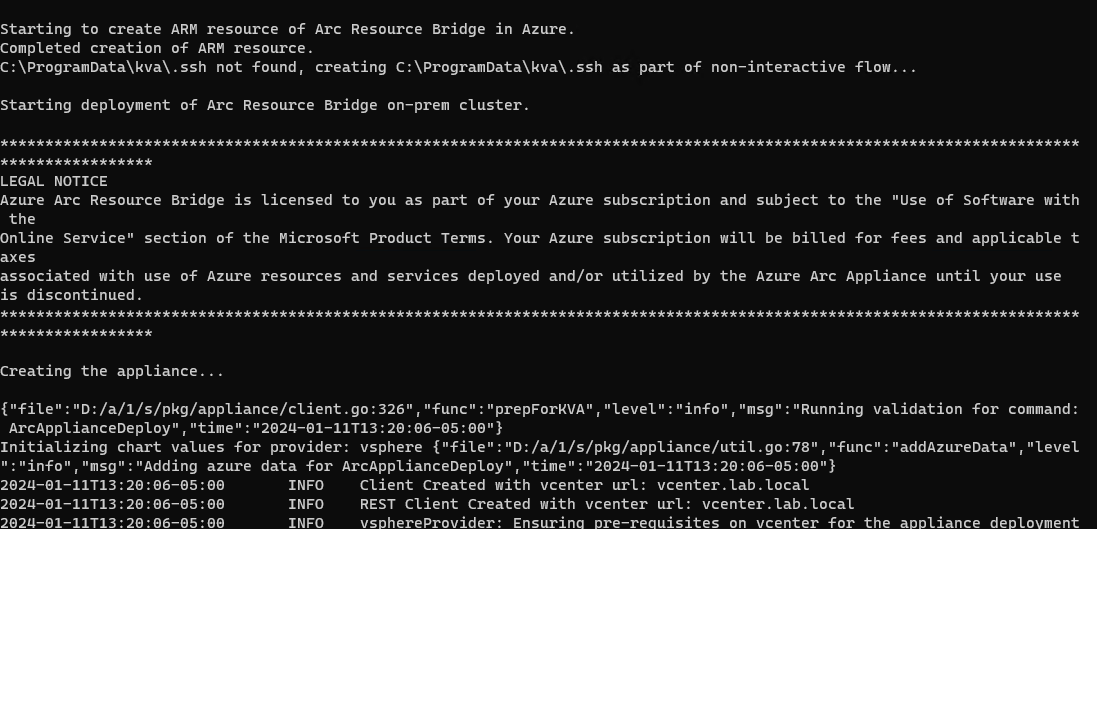 Starting to create ARM resource of Arc Resource Bridge in Azure.
Completed creation of ARM resource.
C:\ProgramData\kva\.ssh not found, creating C:\ProgramData\kva\.ssh as part of non-interactive flow...
Starting deployment of Arc Resource Bridge on-prem cluster.
************************************************************************************************************************
*****************
LEGAL NOTICE
Azure Arc Resource Bridge is licensed to you as part of your Azure subscription and subject to the "Use of Software with
 the
Online Service" section of the Microsoft Product Terms. Your Azure subscription will be billed for fees and applicable t
axes
associated with use of Azure resources and services deployed and/or utilized by the Azure Arc Appliance until your use
is discontinued.
************************************************************************************************************************
*****************
Creating the appliance...
{"file":"D:/a/1/s/pkg/appliance/client.go:326","func":"prepForKVA","level":"info","msg":"Running validation for command:
 ArcApplianceDeploy","time":"2024-01-11T13:20:06-05:00"}
Initializing chart values for provider: vsphere {"file":"D:/a/1/s/pkg/appliance/util.go:78","func":"addAzureData","level
":"info","msg":"Adding azure data for ArcApplianceDeploy","time":"2024-01-11T13:20:06-05:00"}
2024-01-11T13:20:06-05:00       INFO    Client Created with vcenter url: vcenter.lab.local
2024-01-11T13:20:06-05:00       INFO    REST Client Created with vcenter url: vcenter.lab.local
2024-01-11T13:20:06-05:00       INFO    vsphereProvider: Ensuring pre-requisites on vcenter for the appliance deployment